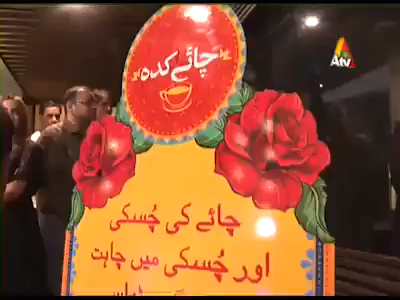 Atv
چائے کدہ
چائے کی چُسکی
اور چُسکی میں چاہت